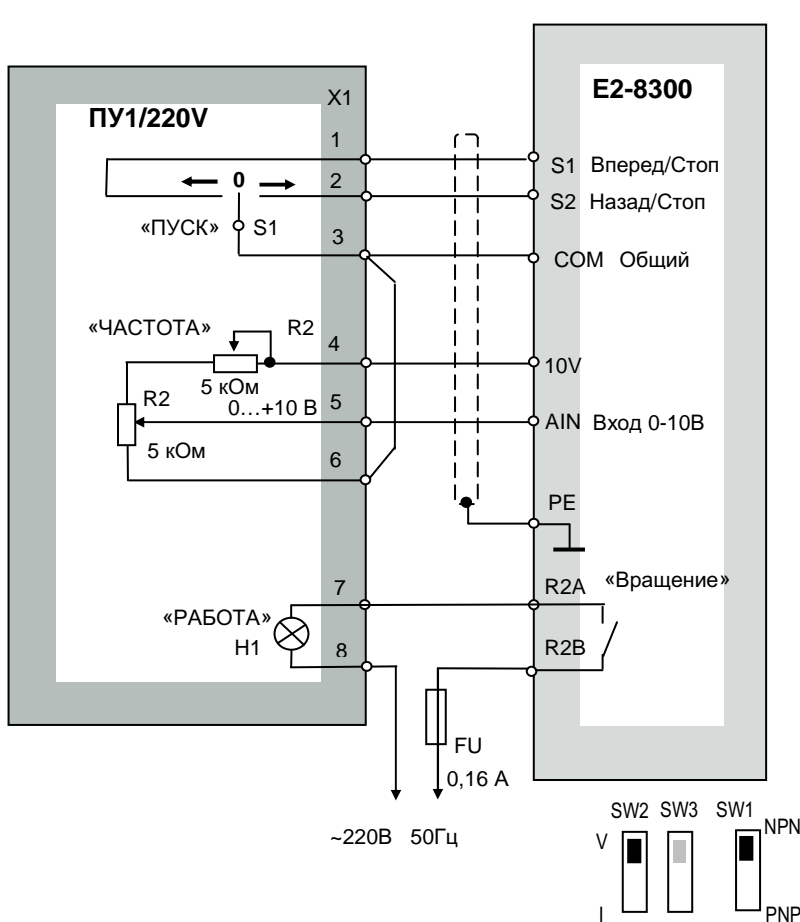 E2-8300
X1
ПУ1/220V
1
S1 Вперед/Стоп
0
2
S2 Назад/Стоп
«ПУСК»
S1
3
COM Общий
«ЧАСТОТА»
R2
4
10V
5 кОм
R2
0…+10 В
5
AIN Вход 0-10В
5 кОм
6
PE
7
R2A
«Вращение»
«РАБОТА»
H1
8
R2B
FU
0,16 А
~220В 50Гц
SW2 SW3 SW1
V
NPN
I
PNP